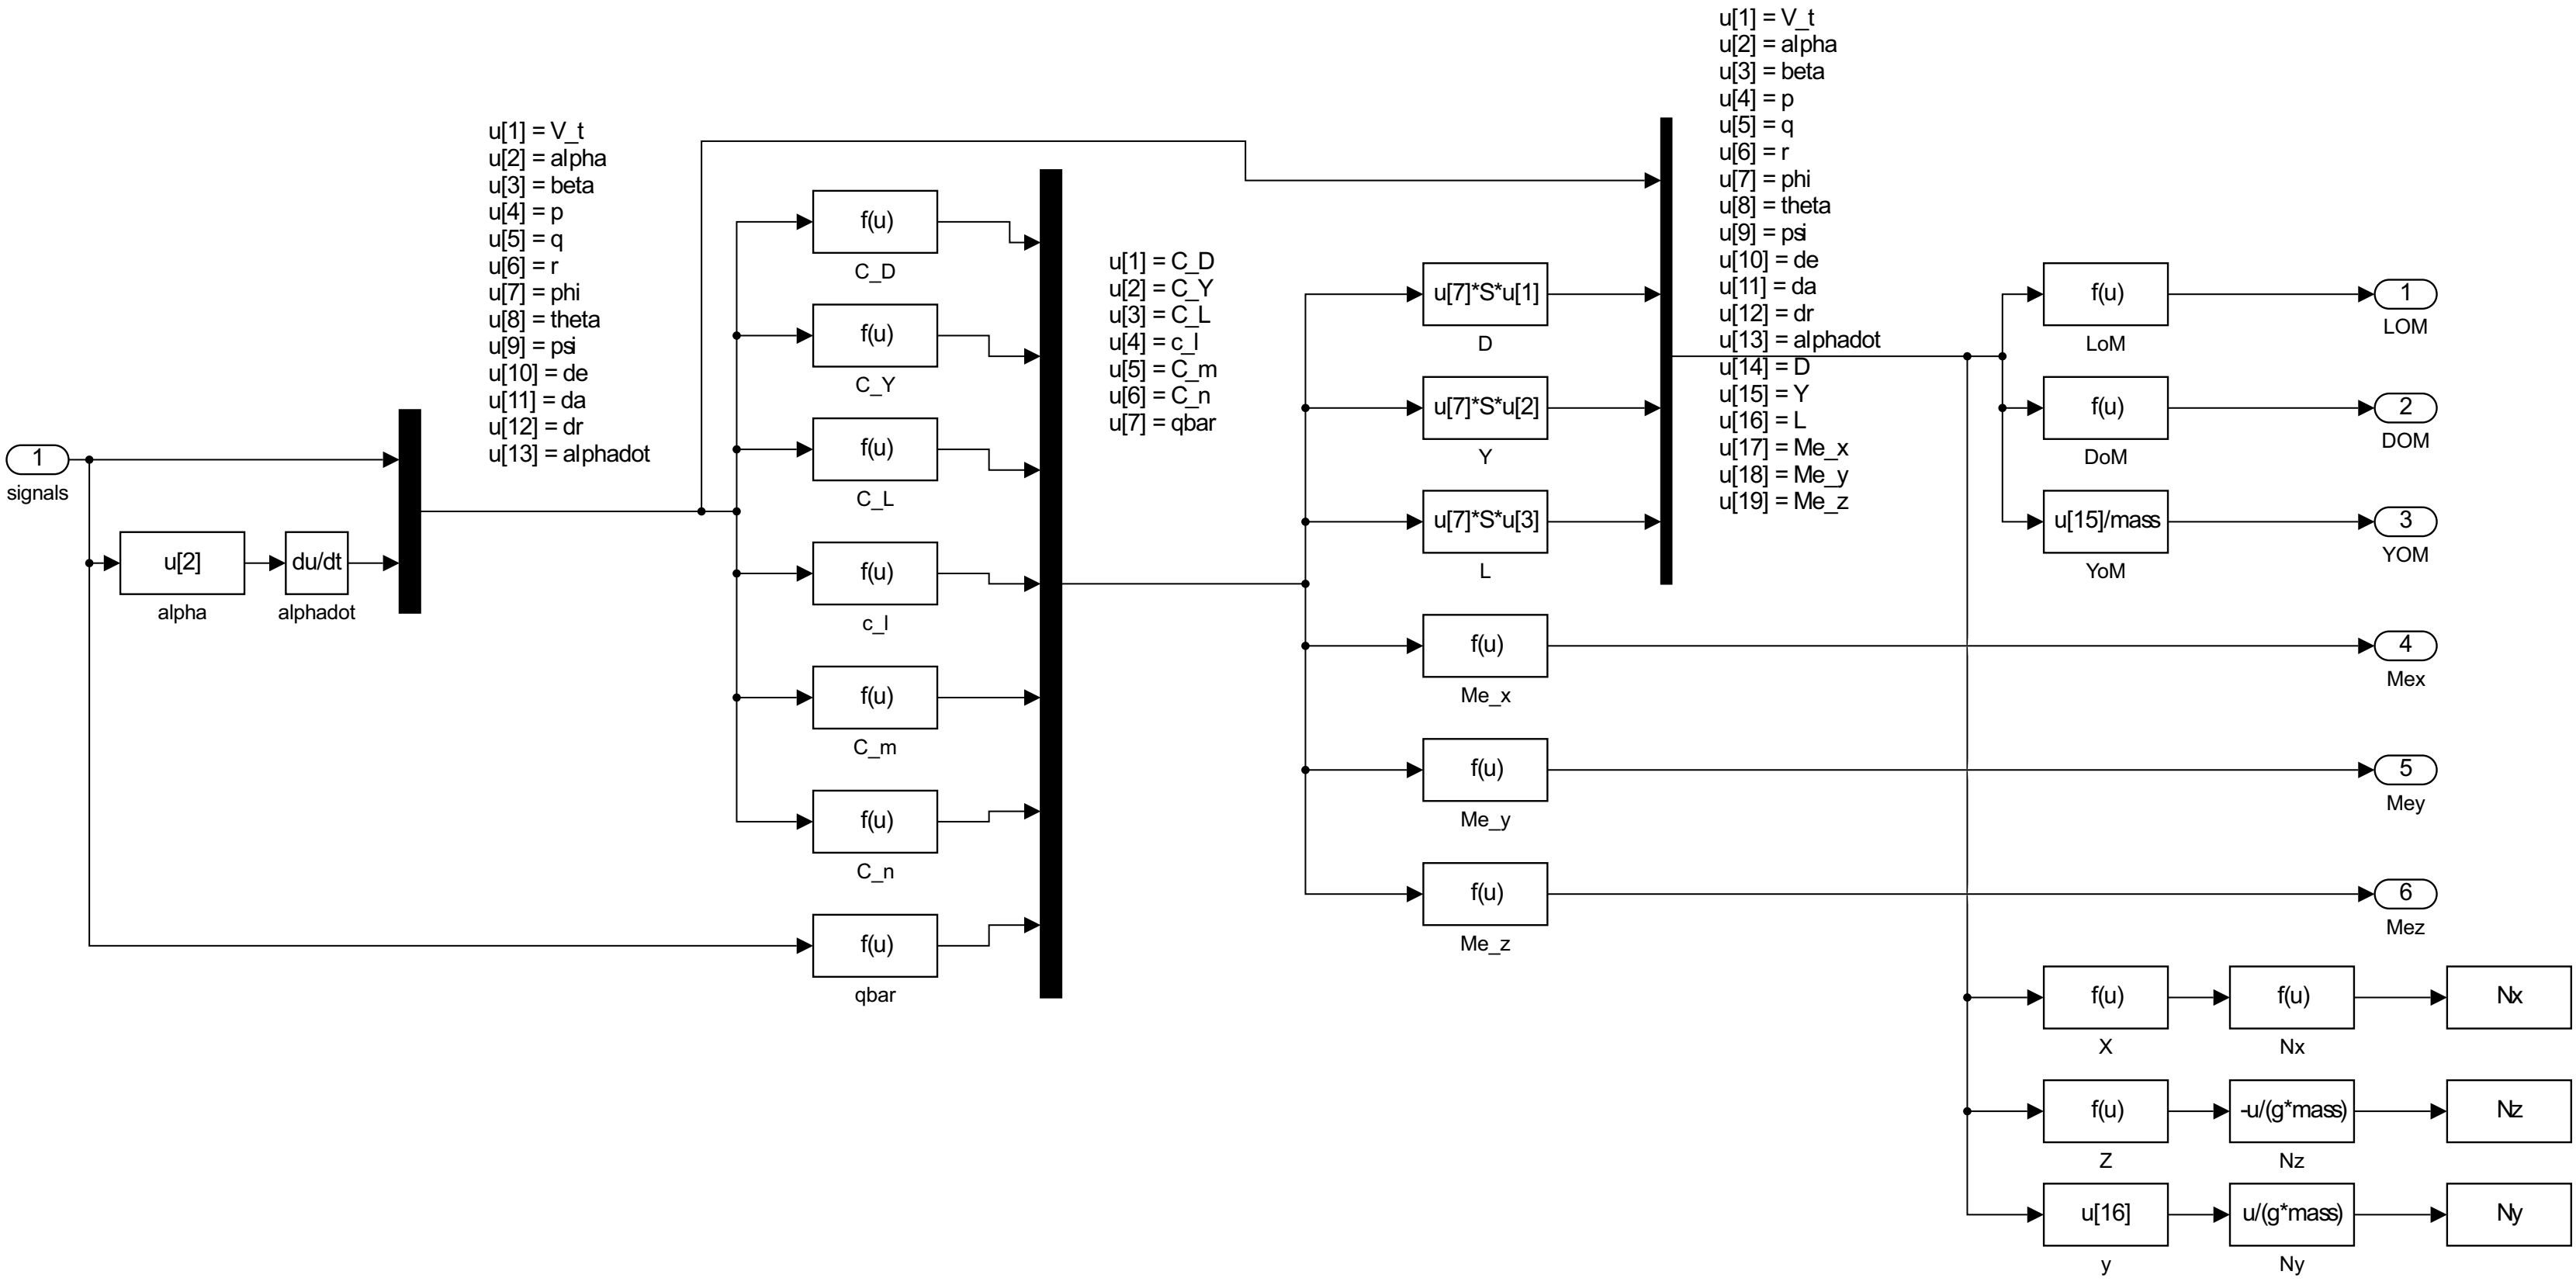 1
signals
u[2]
alpha
du/dt
alphadot
u[1] = V_t
u[2] = alpha
u[3] = beta
u[4] = p
u[5] = q
u[6] = r
u[7] = phi
u[8] = theta
u[9] = psi
u[10] = de
u[11] = da
u[12] = dr
u[13] = alphadot
f(u)
C_D
f(u)
C_Y
f(u)
C_L
f(u)
c_l
f(u)
C_m
f(u)
C_n
f(u)
qbar
u[1] = C_D
u[2] = C_Y
u[3] = C_L
u[4] = c_l
u[5] = C_m
u[6] = C_n
u[7] = qbar
u[7]*S*u[1]
D
u[7]*S*u[2]
Y
u[7]*S*u[3]
L
f(u)
Me_x
f(u)
Me_y
f(u)
Me_z
u[1] = V_t
u[2] = alpha
u[3] = beta
u[4] = p
u[5] = q
u[6] = r
u[7] = phi
u[8] = theta
u[9] = psi
u[10] = de
u[11] = da
u[12] = dr
u[13] = alphadot
u[14] = D
u[15] = Y
u[16] = L
u[17] = Me_x
u[18] = Me_y
u[19] = Me_z
f(u)
LoM
f(u)
DoM
u[15]/mass
YoM
1
LOM
2
DOM
3
YOM
4
Mex
5
Mey
6
Mez
f(u)
X
f(u)
Nx
Nx
f(u)
Z
-u/(g*mass)
Nz
Nz
u[16]
y
u/(g*mass)
Ny
Ny